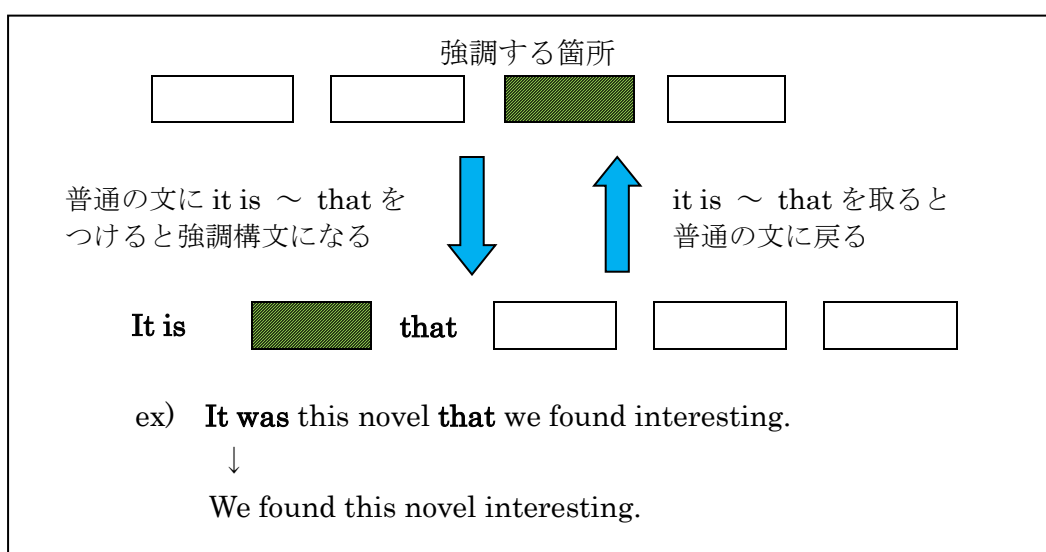 強調する箇所
普通の文に it is ～ that を
つけると強調構文になる
it is ～ that を取ると
普通の文に戻る
It is that
ex) It was this novel that we found interesting.
↓
We found this novel interesting.